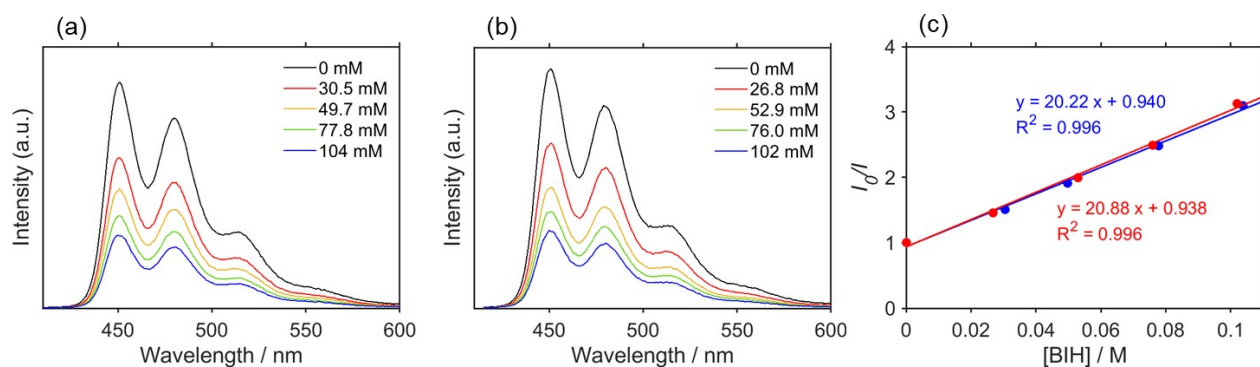 (a)
0 mM
30.5 mM
49.7 mM
77.8 mM
104 mM
Intensity (a.u.)
450 500 550 600
Wavelength / nm
(b)
0 mM
26.8 mM
52.9 mM
76.0 mM
102 mM
Intensity (a.u.)
450 500 550 600
Wavelength / nm
(c)
4
3
2
1
0
I0/I
y = 20.22 x + 0.940
R2 = 0.996
y = 20.88 x + 0.938
R2 = 0.996
0 0.02 0.04 0.06 0.08 0.1
[BIH] / M